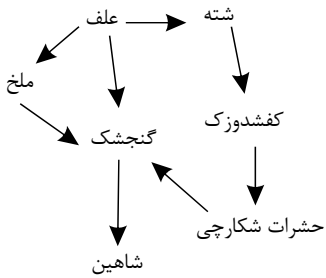 شته
علف
ملخ
کفشدوزک
گنجشک
حشرات شکارچی
شاهین